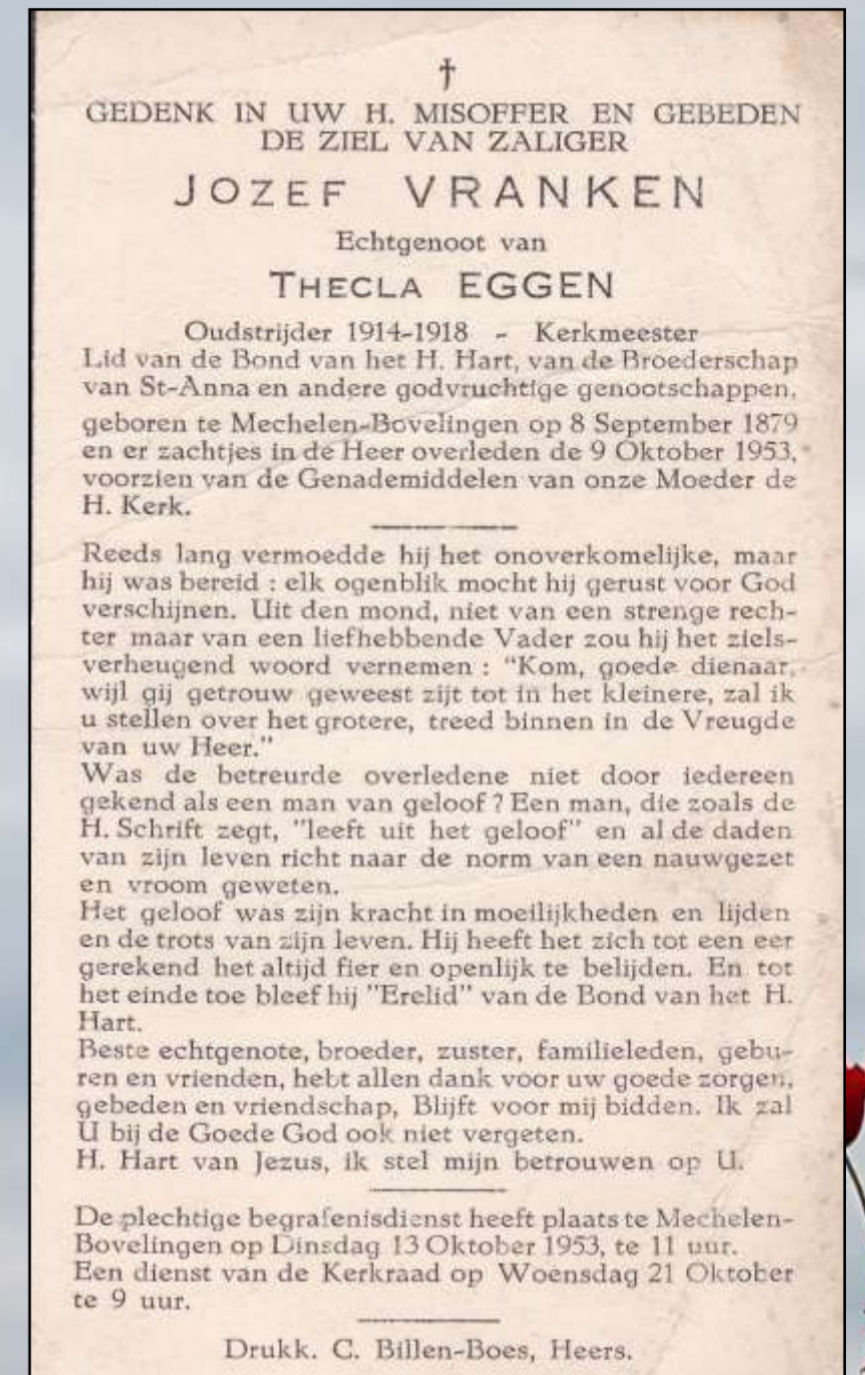 †
GEDENK IN UW H. MISOFFER EN GEBEDEN
DE ZIEL VAN ZALIGER
JOZEF VRANKEN
Echtgenoot van
THECLA EGGEN
Oudstrijder 1914-1918 - Kerkmeester
Lid van de Bond van het H. Hart, van de Broederschap
van St-Anna en andere godvruchtige genootschappen,
geboren te Mechelen-Bovelingen op 8 September 1879
en er zachtjes in de Heer overleden de 9 Oktober 1953,
voorzien van de Genademiddelen van onze Moeder de
H. Kerk.
Reeds lang vermoedde hij het onoverkomelijke, maar
hij was bereid : elk ogenblik mocht hij gerust voor God
verschijnen. Uit den mond, niet van een strenge rech-
ter maar van een liefhebbende Vader zou hij het ziels-
verheugend woord vernemen : "Kom, goede dienaar,
wijl gij getrouw geweest zijt tot in het kleinere, zal ik
u stellen over het grotere, treed binnen in de Vreugde
van uw Heer."
Was de betreurde overledene niet door iedereen
gekend als een man van geloof ? Een man, die zoals de
H. Schrift zegt, "leeft uit het geloof" en al de daden
van zijn leven richt naar de norm van een nauwgezet
en vroom geweten.
Het geloof was zijn kracht in moeilijkheden en lijden
en de trots van zijn leven. Hij heeft het zich tot een eer
gerekend het altijd fier en openlijk te belijden. En tot
het einde toe bleef hij "Erelid" van de Bond van het H.
Hart.
Beste echtgenote, broeder, zuster, familieleden, gebu-
ren en vrienden, hebt allen dank voor uw goede zorgen,
gebeden en vriendschap, Blijft voor mij bidden. Ik zal
U bij de Goede God ook niet vergeten.
H. Hart van Jezus, ik stel mijn betrouwen op U.
De plechtige begrafenisdienst heeft plaats te Mechelen-
Bovelingen op Dinsdag 13 Oktober 1953, te 11 uur.
Een dienst van de Kerkraad op Woensdag 21 Oktober
te 9 uur.
Drukk. C. Billen-Boes, Heers.